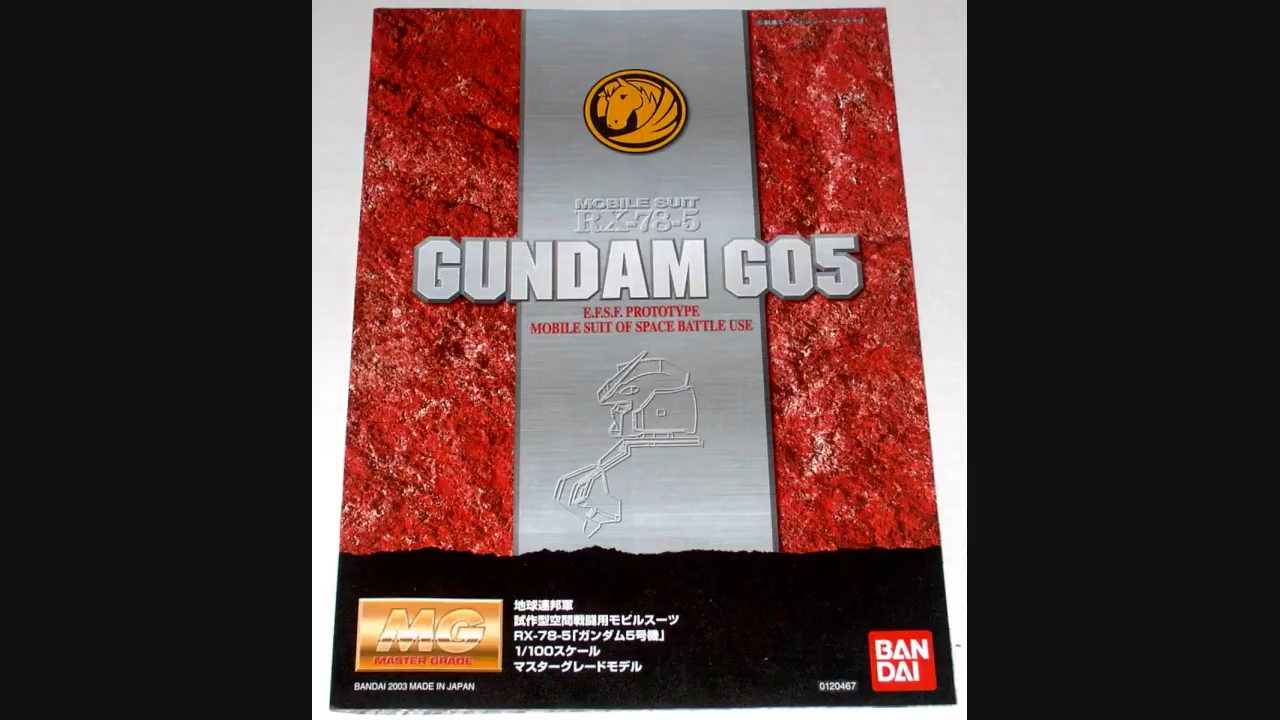 MOBILE SUIT
RX-78-5
GUNDAM G05
E.F.S.F. PROTOTYPE
MOBILE SUIT OF SPACE BATTLE USE
MG
MASTER GRADE
地球連邦軍
試作型空間戦闘用モビルスーツ
RX-78-5「ガンダム5号機」
1/100スケール
マスターグレードモデル
BANDAI 2003 MADE IN JAPAN
0120467
BAN
DAI